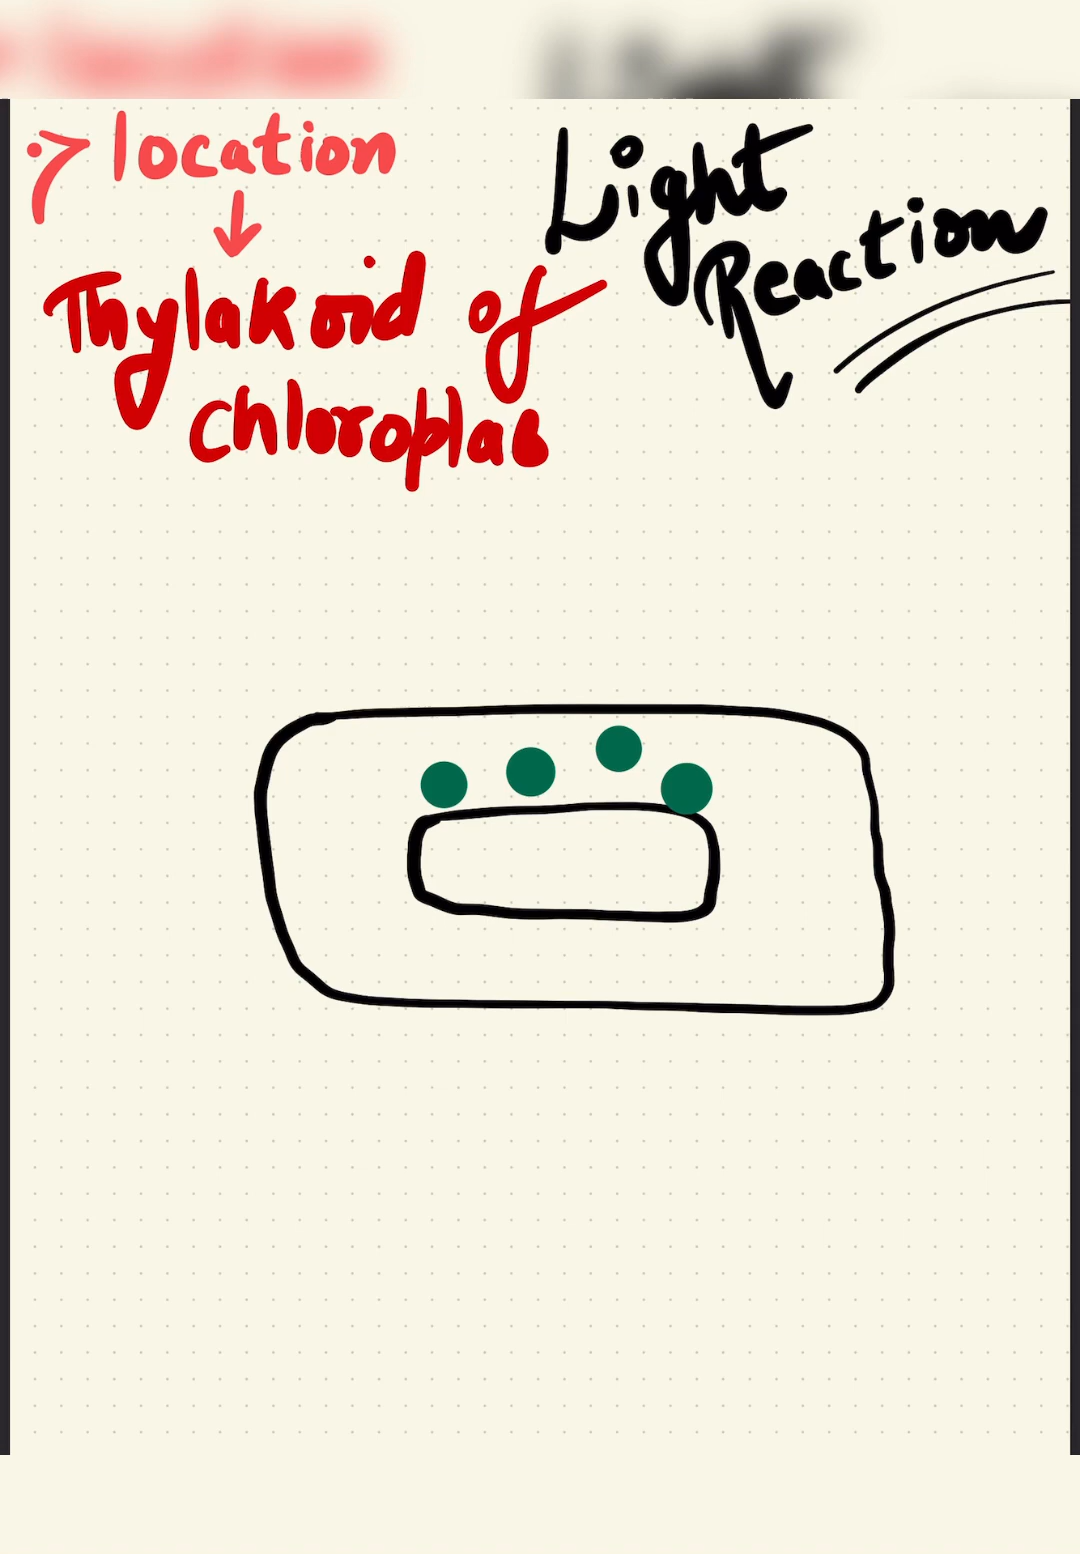 location
↓
Thylakoid of
chloroplas
Light
Reaction